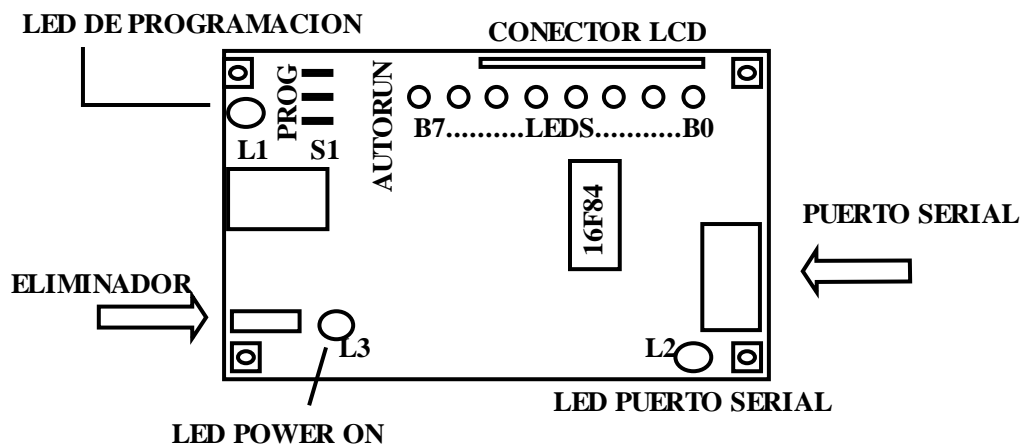 LED DE PROGRAMACION
CONECTOR LCD
PROG
AUTORUN
B7..........LEDS...........B0
L1
S1
16F84
PUERTO SERIAL
ELIMINADOR
L3
L2
LED PUERTO SERIAL
LED POWER ON